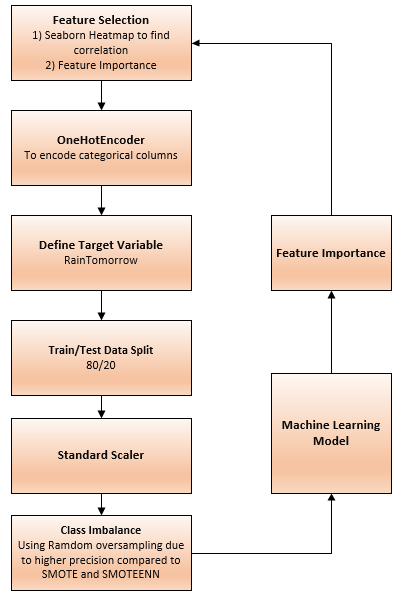 Feature Selection
1) Seaborn Heatmap to find
correlation
2) Feature Importance
OneHotEncoder
To encode categorical columns
Define Target Variable
RainTomorrow
Train/Test Data Split
80/20
Standard Scaler
Class Imbalance
Using Ramdom oversampling due
to higher precision compared to
SMOTE and SMOTEENN
Machine Learning
Model
Feature Importance